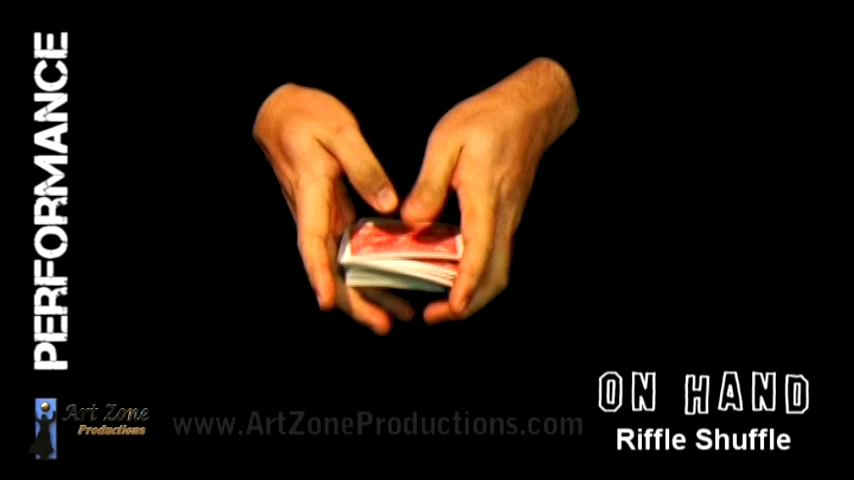 PERFORMANCE
ON HAND
Riffle Shuffle
Art Zone
Productions
www.ArtZoneProductions.com